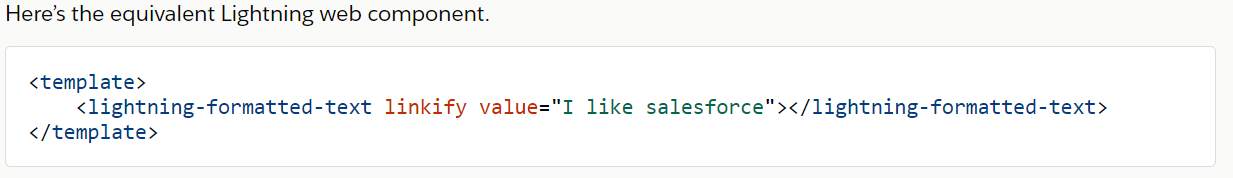 Here’s the equivalent Lightning web component.
<template>
    <lightning-formatted-text linkify value="I like salesforce"></lightning-formatted-text>
</template>